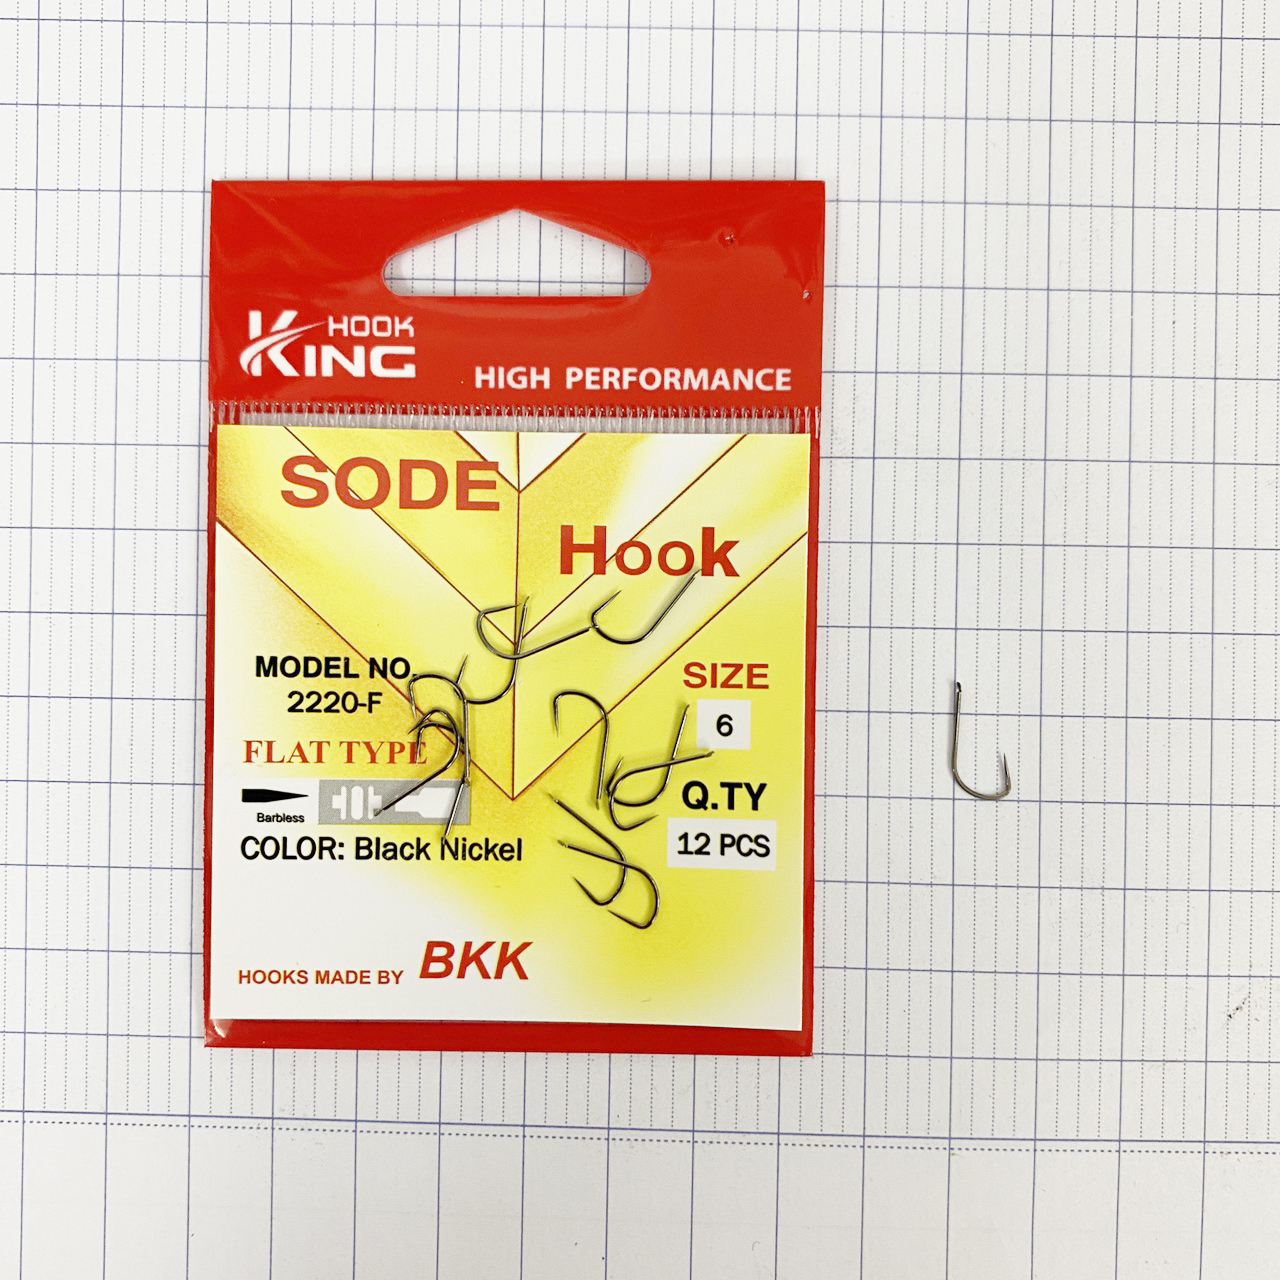 HOOK
KING
HIGH PERFORMANCE
SODE
Hook
MODEL NO.
2220-F
SIZE
6
FLAT TYPE
Q.TY
Barbless
12 PCS
COLOR: Black Nickel
HOOKS MADE BY BKK